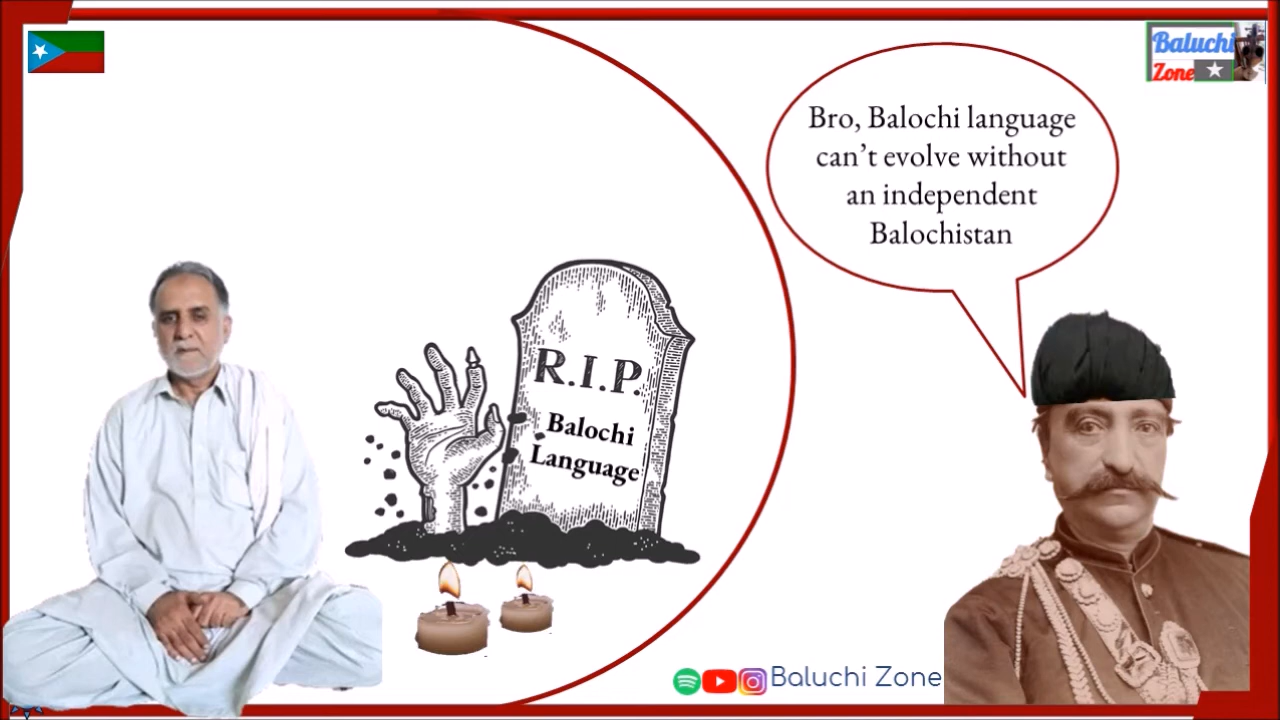 Baluchi
Zone
Bro, Balochi language
can’t evolve without
an independent
Balochistan
R.I.P.
Balochi
Language
Baluchi Zone